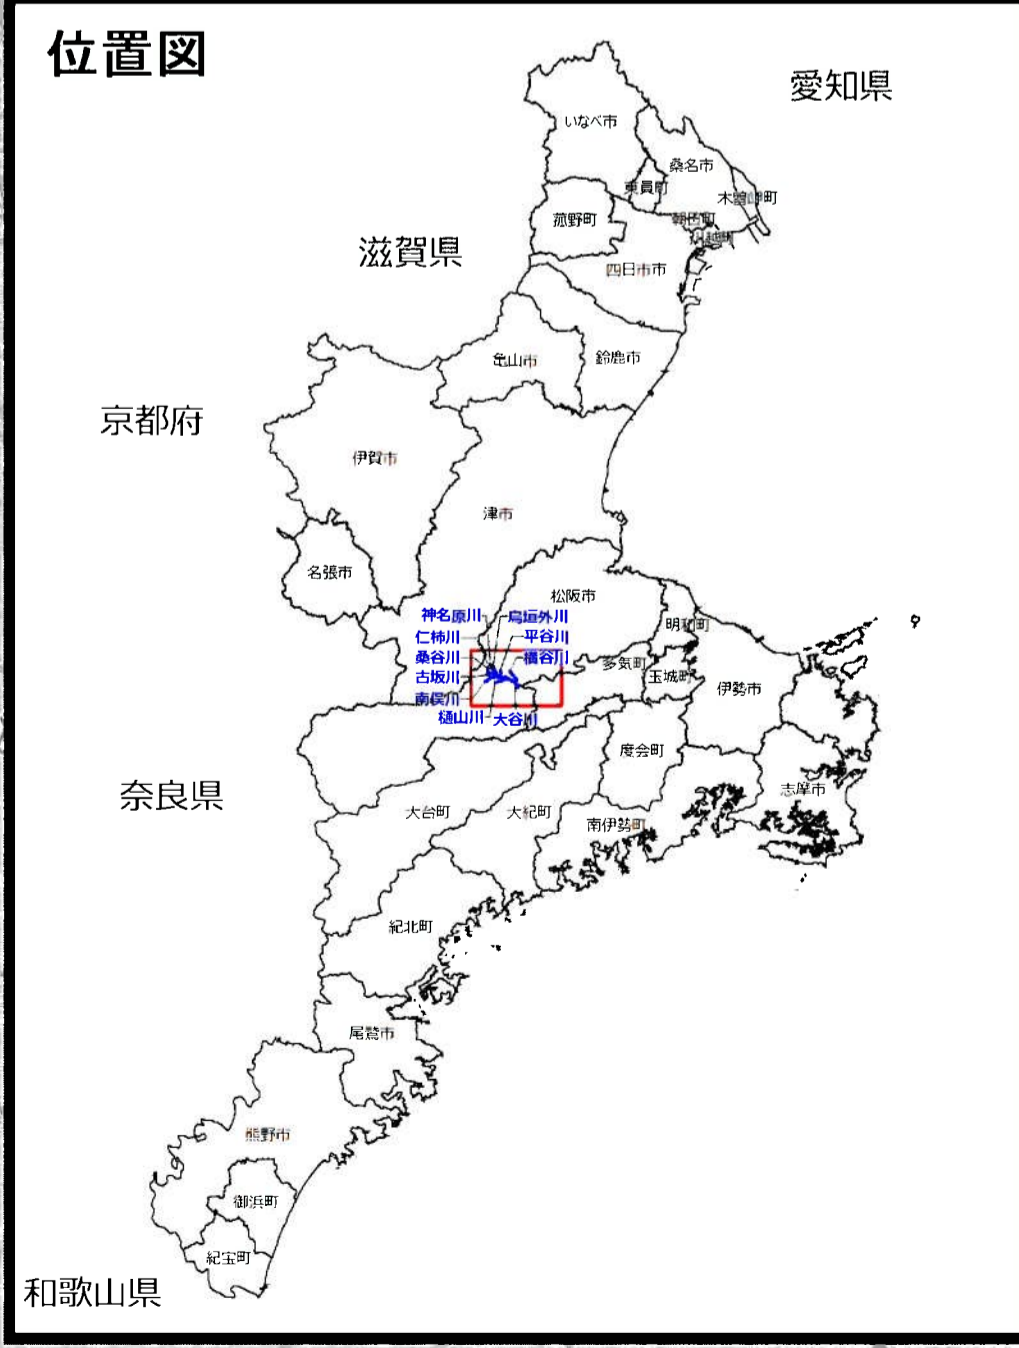 位置図
愛知県
いなべ市
桑名市
東員町
木曽岬町
菰野町
朝日町
川越町
滋賀県
四日市市
亀山市
鈴鹿市
京都府
伊賀市
津市
名張市
松阪市
神名原川
烏垣外川
明和町
仁柿川
平谷川
桑谷川
横谷川
多気町
古坂川
玉城町
伊勢市
南俣川
樋山川
大谷川
度会町
奈良県
志摩市
大台町
大紀町
南伊勢町
紀北町
尾鷲市
熊野市
御浜町
紀宝町
和歌山県